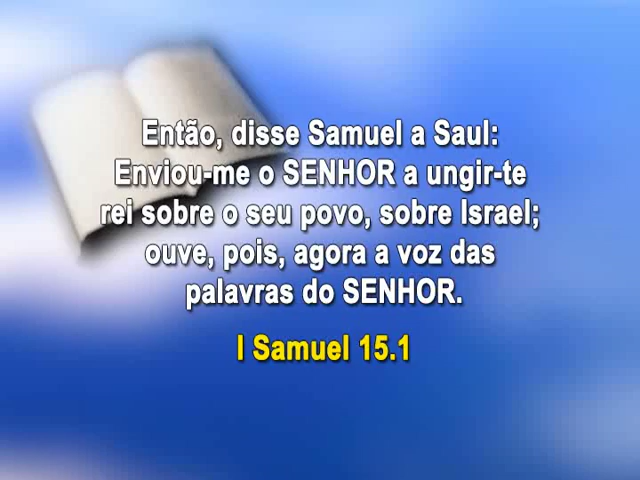 Então, disse Samuel a Saul:
Enviou-me o SENHOR a ungir-te
rei sobre o seu povo, sobre Israel;
ouve, pois, agora a voz das
palavras do SENHOR.
I Samuel 15.1